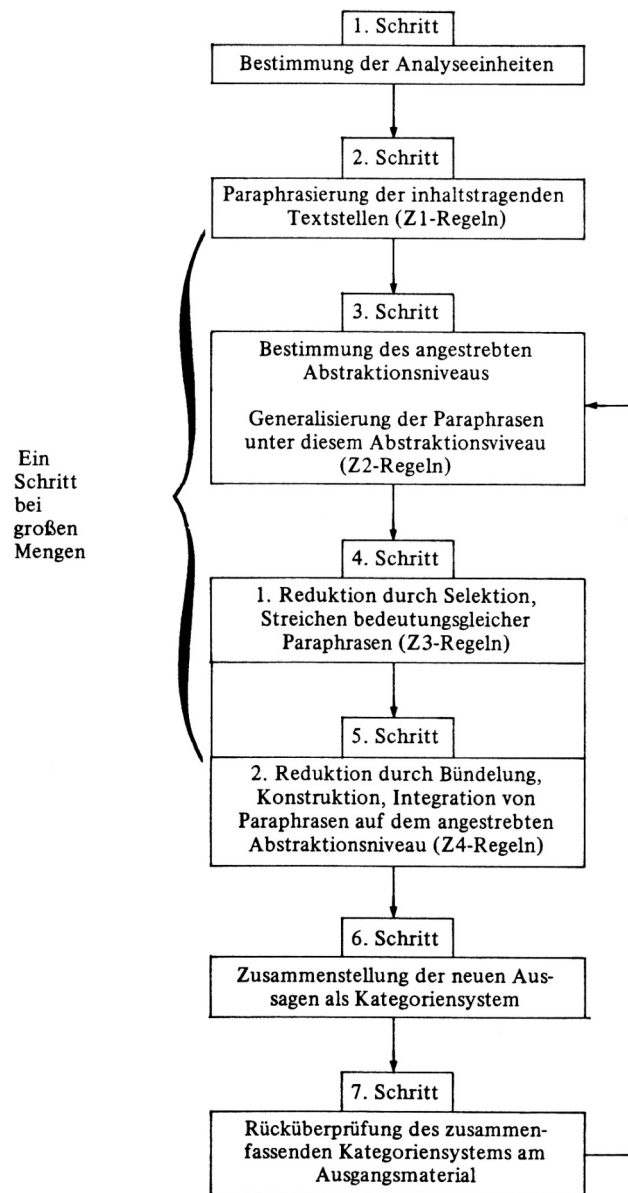 1. Schritt
Bestimmung der Analyseeinheiten
2. Schritt
Paraphrasierung der inhaltstragenden
Textstellen (Z1-Regeln)
3. Schritt
Bestimmung des angestrebten
Abstraktionsniveaus
Generalisierung der Paraphrasen
unter diesem Abstraktionsviveau
(Z2-Regeln)
Ein
Schritt
bei
großen
Mengen
4. Schritt
1. Reduktion durch Selektion,
Streichen bedeutungsgleicher
Paraphrasen (Z3-Regeln)
5. Schritt
2. Reduktion durch Bündelung,
Konstruktion, Integration von
Paraphrasen auf dem angestrebten
Abstraktionsniveau (Z4-Regeln)
6. Schritt
Zusammenstellung der neuen Aus-
sagen als Kategoriensystem
7. Schritt
Rücküberprüfung des zusammen-
fassenden Kategoriensystems am
Ausgangsmaterial